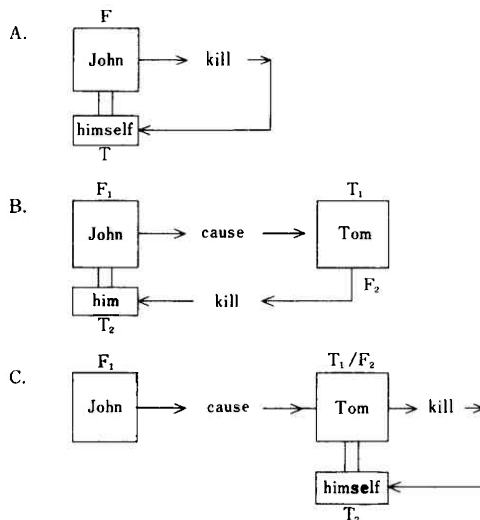 F
A.
John kill
himself
T
F₁ T₁
B.
John cause Tom
F₂
him kill
T₂
F₁ T₁/F₂
C.
John cause Tom kill
himself
T₂